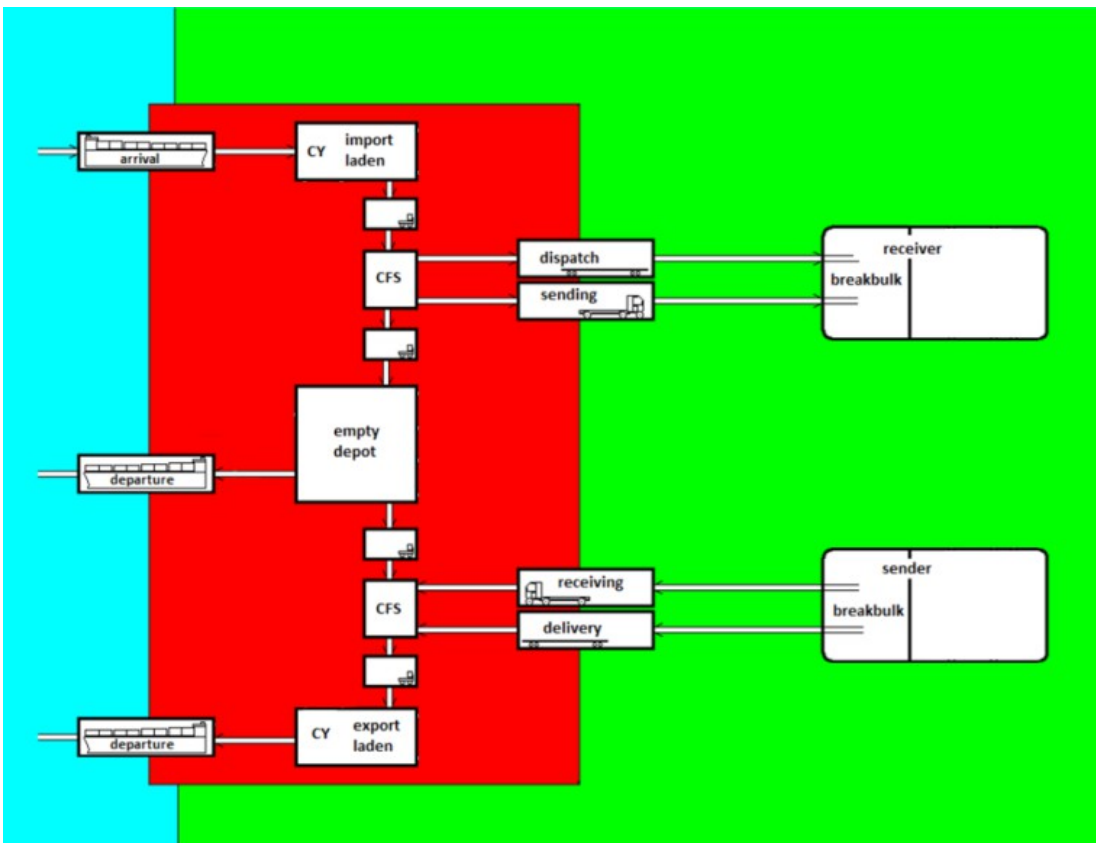 arrival
CY import
laden
dispatch
sending
CFS
receiver
breakbulk
empty
depot
departure
receiving
delivery
CFS
sender
breakbulk
CY export
laden
departure